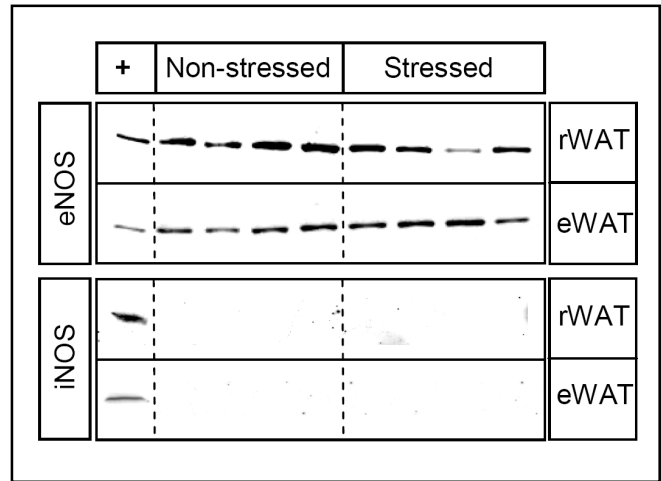 + Non-stressed Stressed
eNOS
rWAT
eWAT
iNOS
rWAT
eWAT